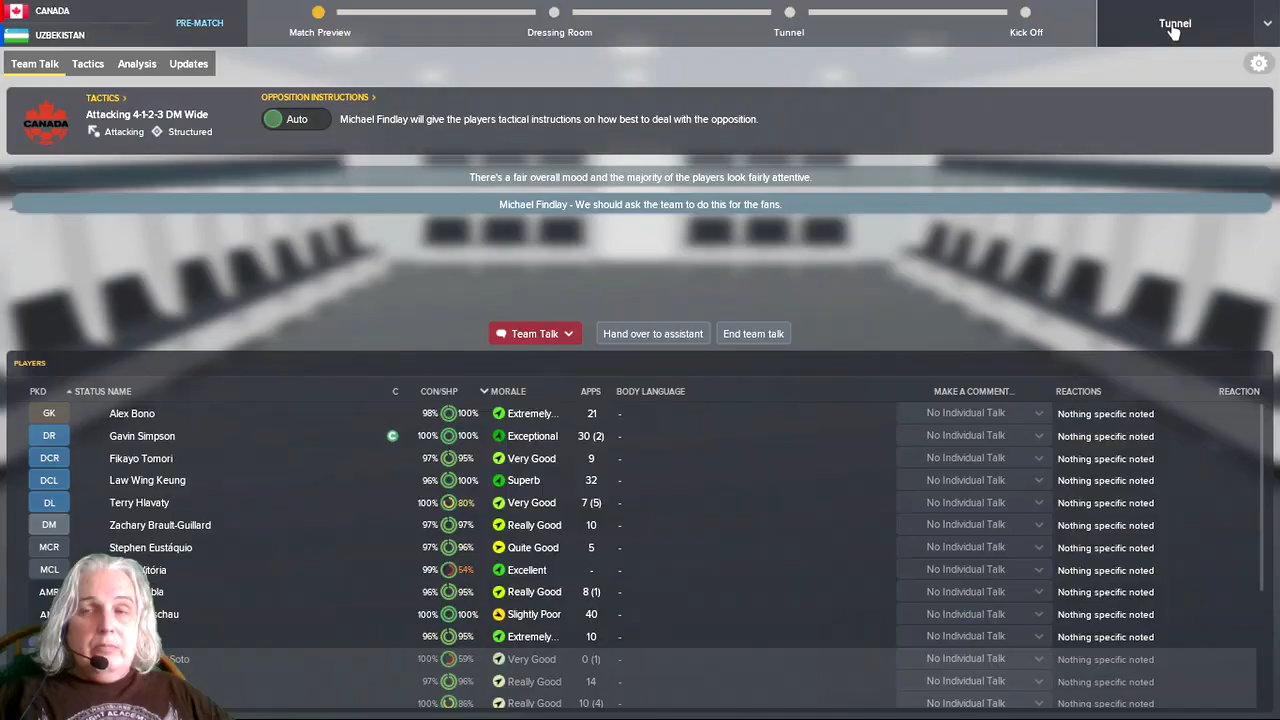 CANADA
UZBEKISTAN
PRE-MATCH
Match Preview
Dressing Room
Tunnel
Kick Off
Tunnel
Team Talk Tactics Analysis Updates
CANADA
TACTICS >
Attacking 4-1-2-3 DM Wide
Attacking Structured
OPPOSITION INSTRUCTIONS >
Auto Michael Findlay will give the players tactical instructions on how best to deal with the opposition.
There's a fair overall mood and the majority of the players look fairly attentive.
Michael Findlay - We should ask the team to do this for the fans.
Team Talk Hand over to assistant End team talk
PLAYERS
PKD STATUS NAME C CON/SHP MORALE APPS BODY LANGUAGE MAKE A COMMENT... REACTIONS REACTION
GK Alex Bono 98% 100% Extremely... 21 - No Individual Talk Nothing specific noted
DR Gavin Simpson C 100% 100% Exceptional 30 (2) - No Individual Talk Nothing specific noted
DCR Fikayo Tomori 97% 95% Very Good 9 - No Individual Talk Nothing specific noted
DCL Law Wing Keung 96% 100% Superb 32 - No Individual Talk Nothing specific noted
DL Terry Hlavaty 100% 80% Very Good 7 (5) - No Individual Talk Nothing specific noted
DM Zachary Brault-Guillard 97% 97% Really Good 10 - No Individual Talk Nothing specific noted
MCR Stephen Eustáquio 97% 96% Quite Good 5 - No Individual Talk Nothing specific noted
MCL 99% 54% Excellent - - No Individual Talk Nothing specific noted
96% 95% Really Good 8 (1) - No Individual Talk Nothing specific noted
100% 100% Slightly Poor 40 - No Individual Talk Nothing specific noted
96% 95% Extremely... 10 - No Individual Talk Nothing specific noted
Soto 100% 59% Very Good 0 (1) - No Individual Talk Nothing specific noted
97% 96% Really Good 14 - No Individual Talk Nothing specific noted
100% 86% Really Good 10 (4) - No Individual Talk Nothing specific noted